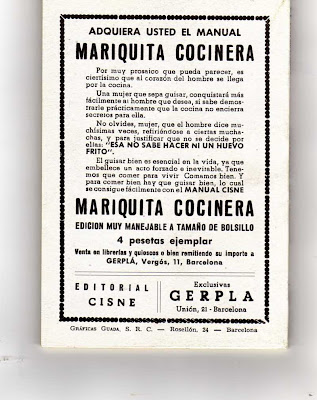 ADQUIERA USTED EL MANUAL
MARIQUITA COCINERA
Por muy prosaico que pueda parecer, es
ciertísimo que al corazón del hombre se llega
por la cocina.
Una mujer que sepa guisar, conquistará más
fácilmente al hombre que desea, si sabe demos-
trarle prácticamente que la cocina no encierra
secretos para ella.
No olvides, mujer, que el hombre dice mu-
chísimas veces, refiriéndose a ciertas mucha-
chas, y para justificar que no se decide por
ellas: "ESA NO SABE HACER NI UN HUEVO
FRITO".
El guisar bien es esencial en la vida, ya que
embellece un acto forzado e inevitable. Tene-
mos que comer para vivir Comamos bien. Y
para comer bien hay que guisar bien, lo cual
se consigue fácilmente con el MANUAL CISNE
MARIQUITA COCINERA
EDICION MUY MANEJABLE A TAMAÑO DE BOLSILLO
4 pesetas ejemplar
Venta en librerías y quioscos o bien remitiendo su importe a
GERPLA, Vergós, 11, Barcelona
EDITORIAL
CISNE
Exclusivas
GERPLA
Unión, 21 - Barcelona
GRÁFICAS GUADA, S. R. C. — Rosellón, 24 — Barcelona